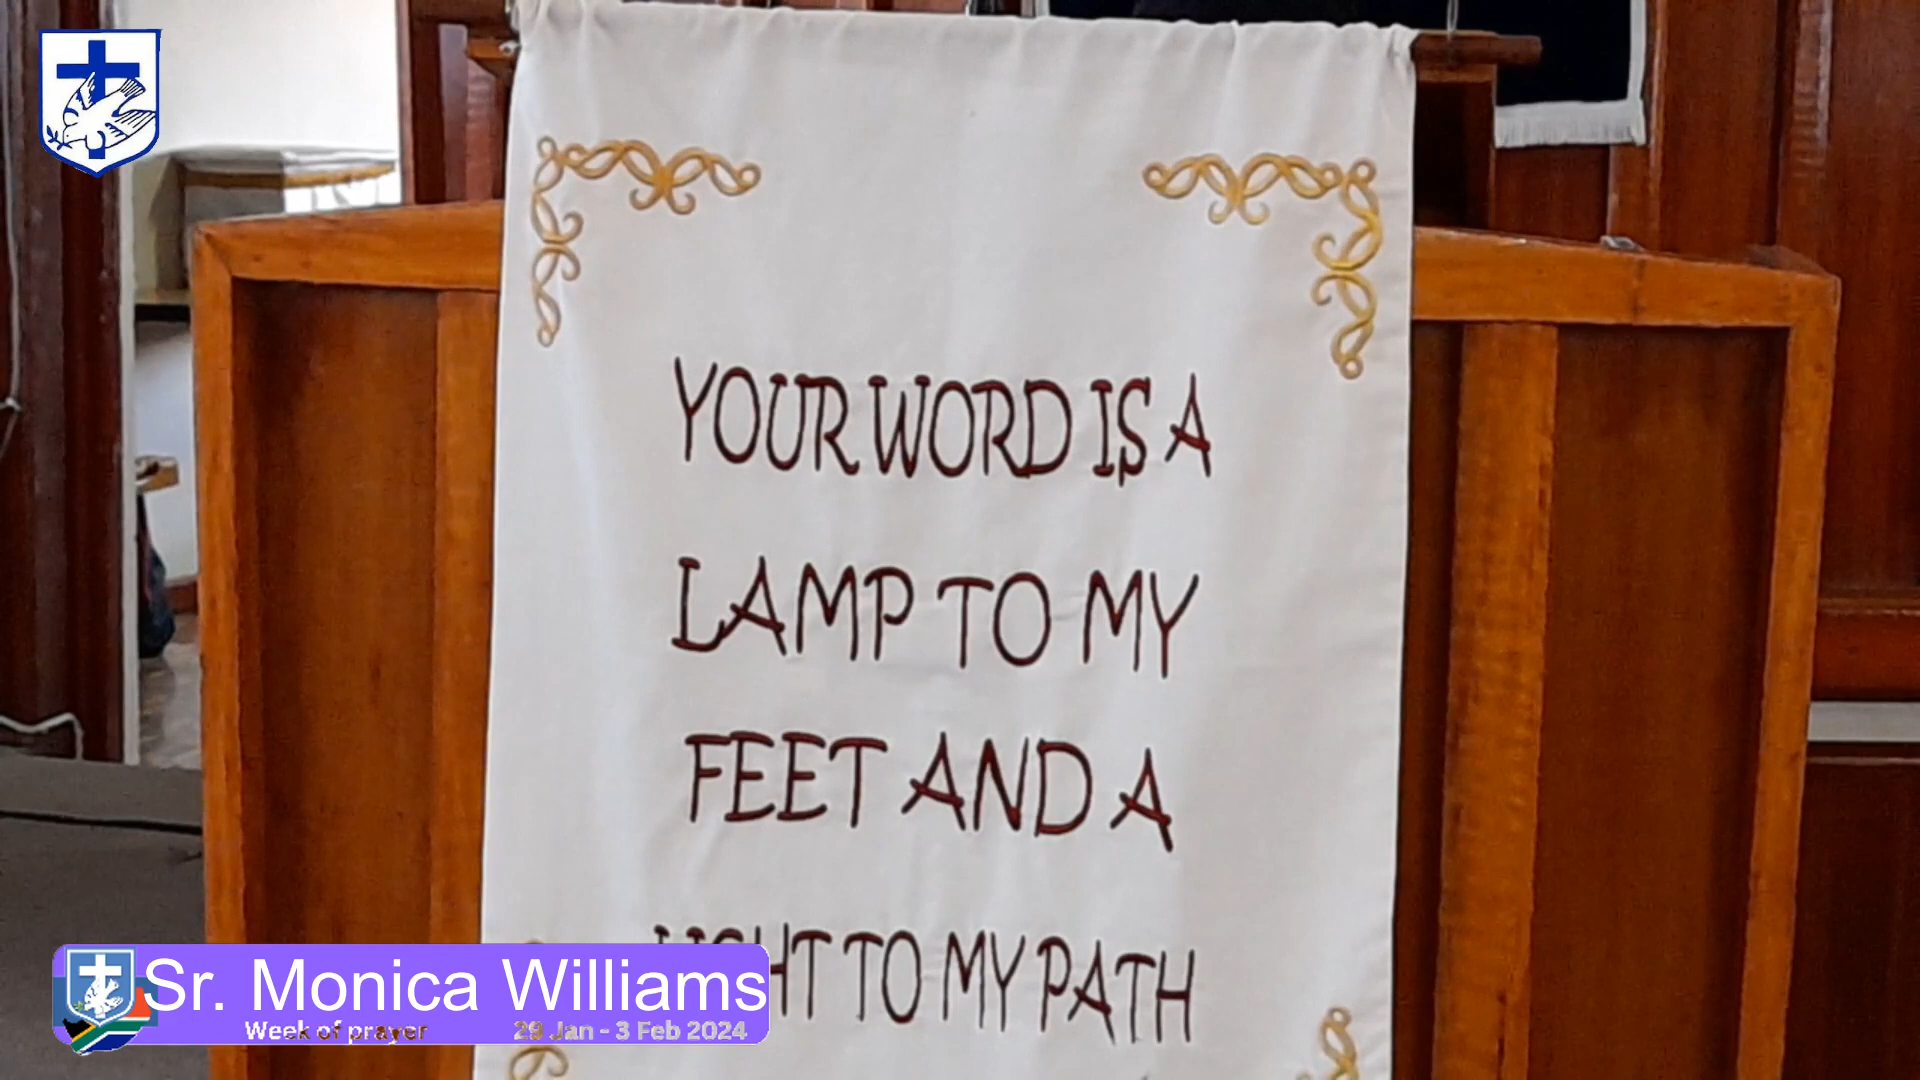 YOUR WORD IS A
LAMP TO MY
FEET AND A
LIGHT TO MY PATH
Sr. Monica Williams
Week of prayer 29 Jan - 3 Feb 2024